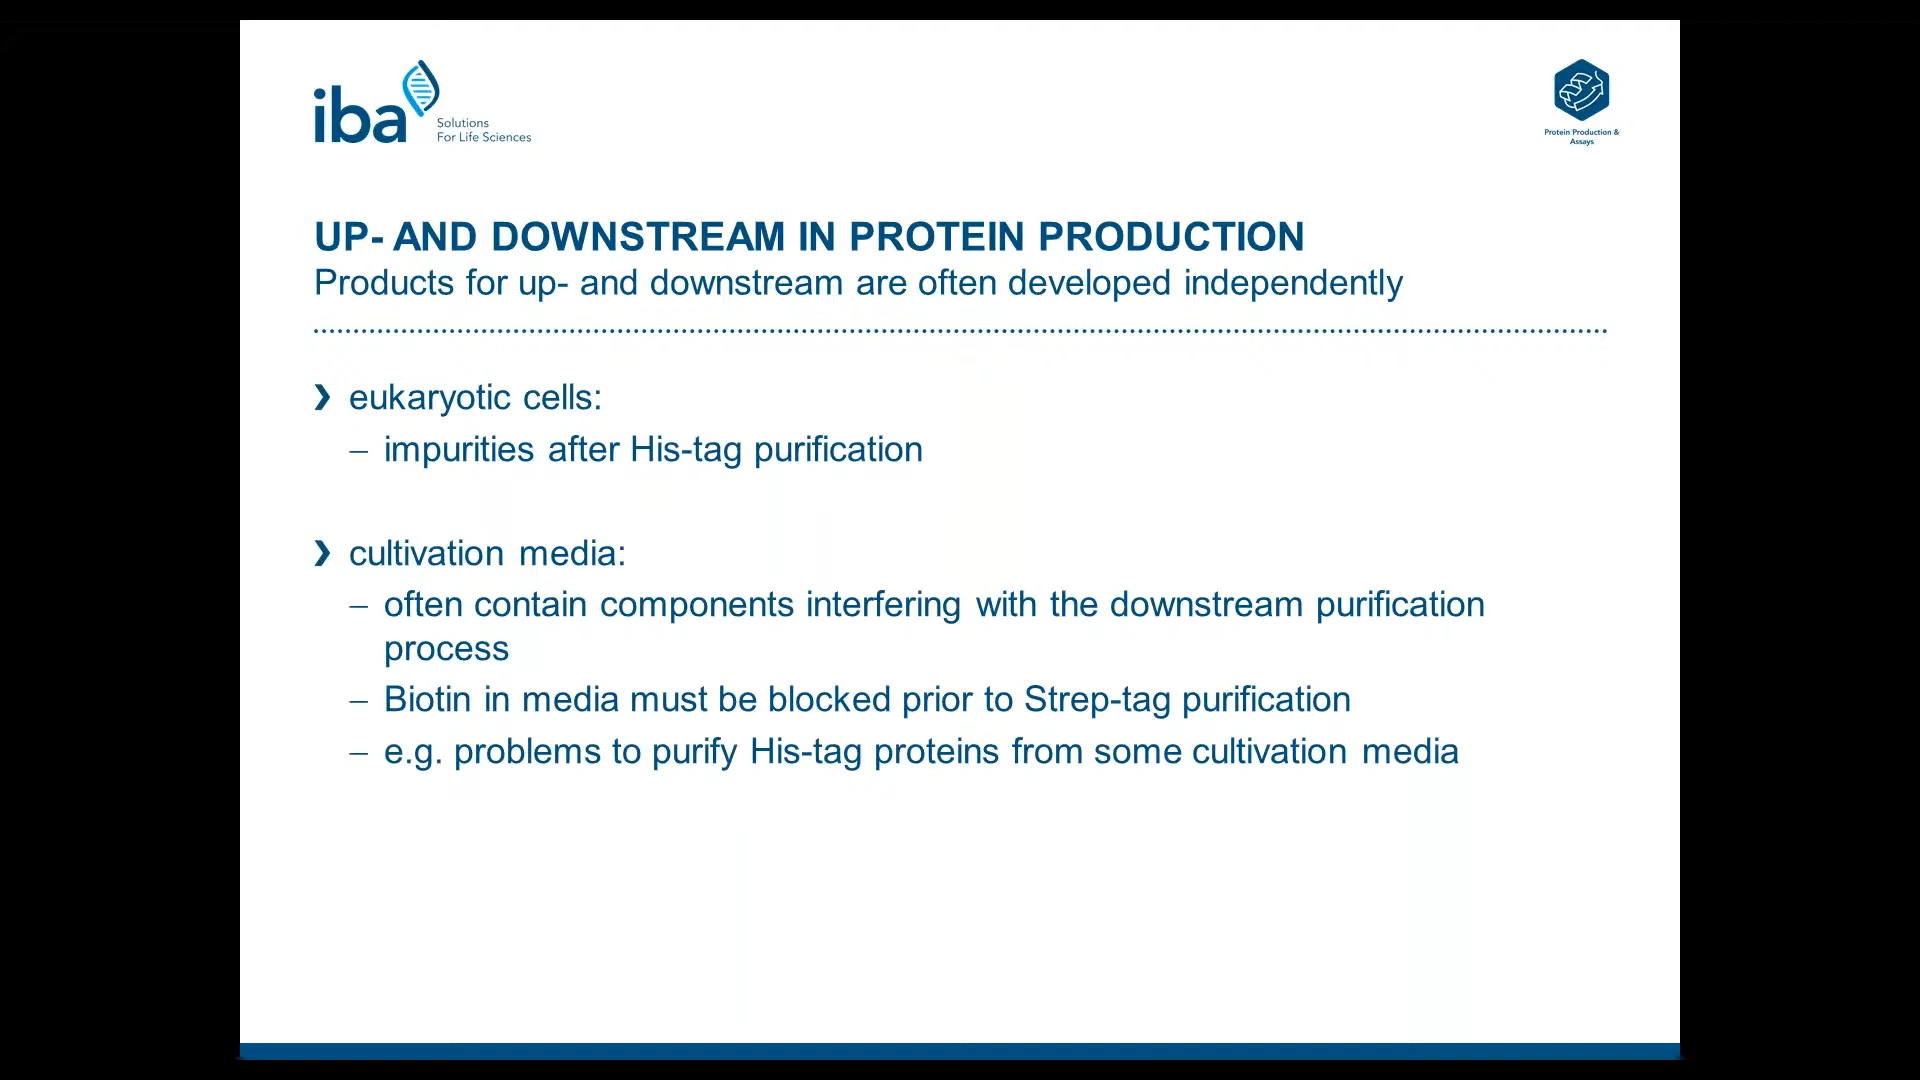 iba
Solutions
For Life Sciences
Protein Production &
Assays
UP- AND DOWNSTREAM IN PROTEIN PRODUCTION
Products for up- and downstream are often developed independently
❯ eukaryotic cells:
– impurities after His-tag purification
❯ cultivation media:
– often contain components interfering with the downstream purification
process
– Biotin in media must be blocked prior to Strep-tag purification
– e.g. problems to purify His-tag proteins from some cultivation media